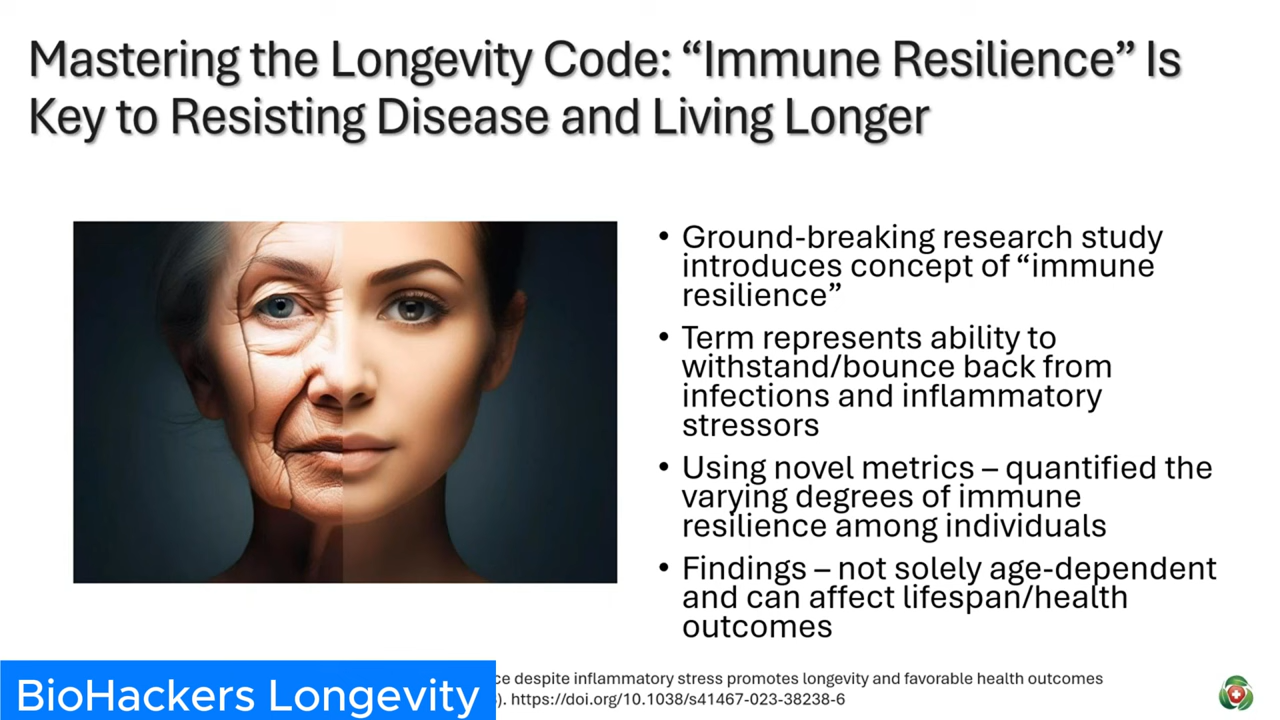 Mastering the Longevity Code: “Immune Resilience” Is
Key to Resisting Disease and Living Longer
• Ground-breaking research study
introduces concept of “immune
resilience”
• Term represents ability to
withstand/bounce back from
infections and inflammatory
stressors
• Using novel metrics – quantified the
varying degrees of immune
resilience among individuals
• Findings – not solely age-dependent
and can affect lifespan/health
outcomes
despite inflammatory stress promotes longevity and favorable health outcomes
). https://doi.org/10.1038/s41467-023-38238-6
BioHackers Longevity